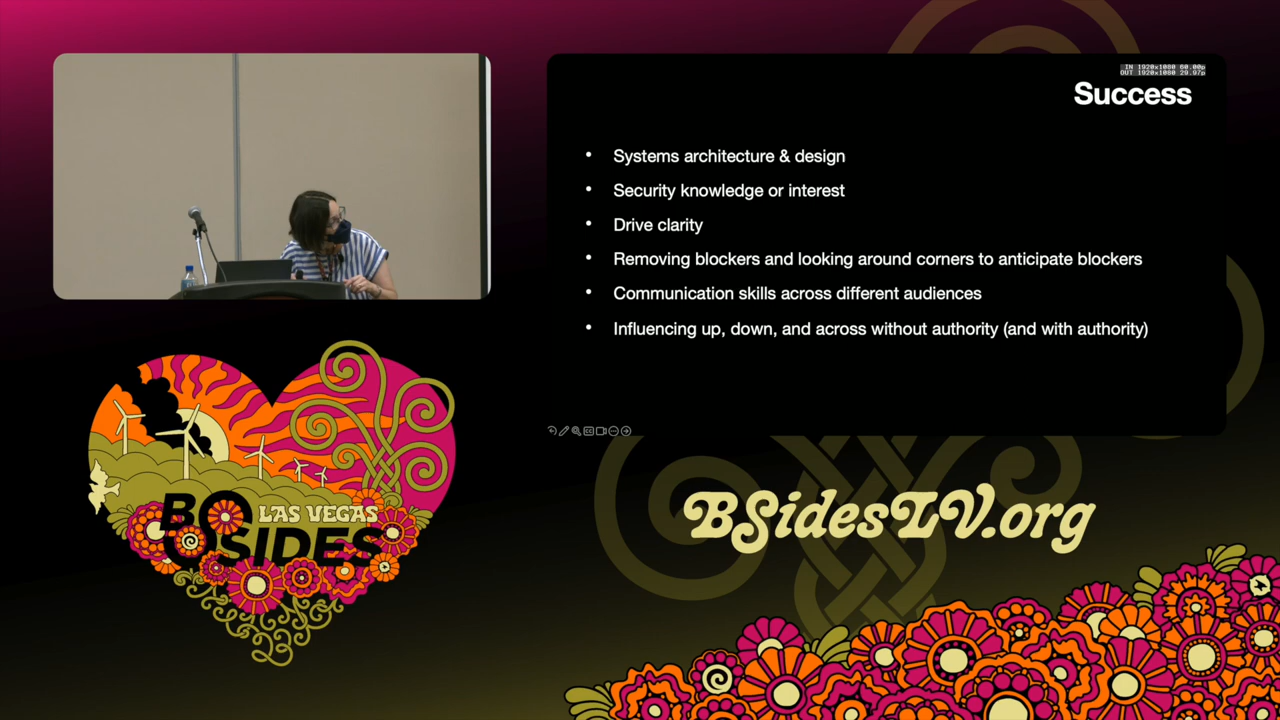 IN 1920x1080 60.00p
OUT 1920x1080 29.97p
Success
• Systems architecture & design
• Security knowledge or interest
• Drive clarity
• Removing blockers and looking around corners to anticipate blockers
• Communication skills across different audiences
• Influencing up, down, and across without authority (and with authority)
LAS VEGAS
BSIDES
BSidesLV.org